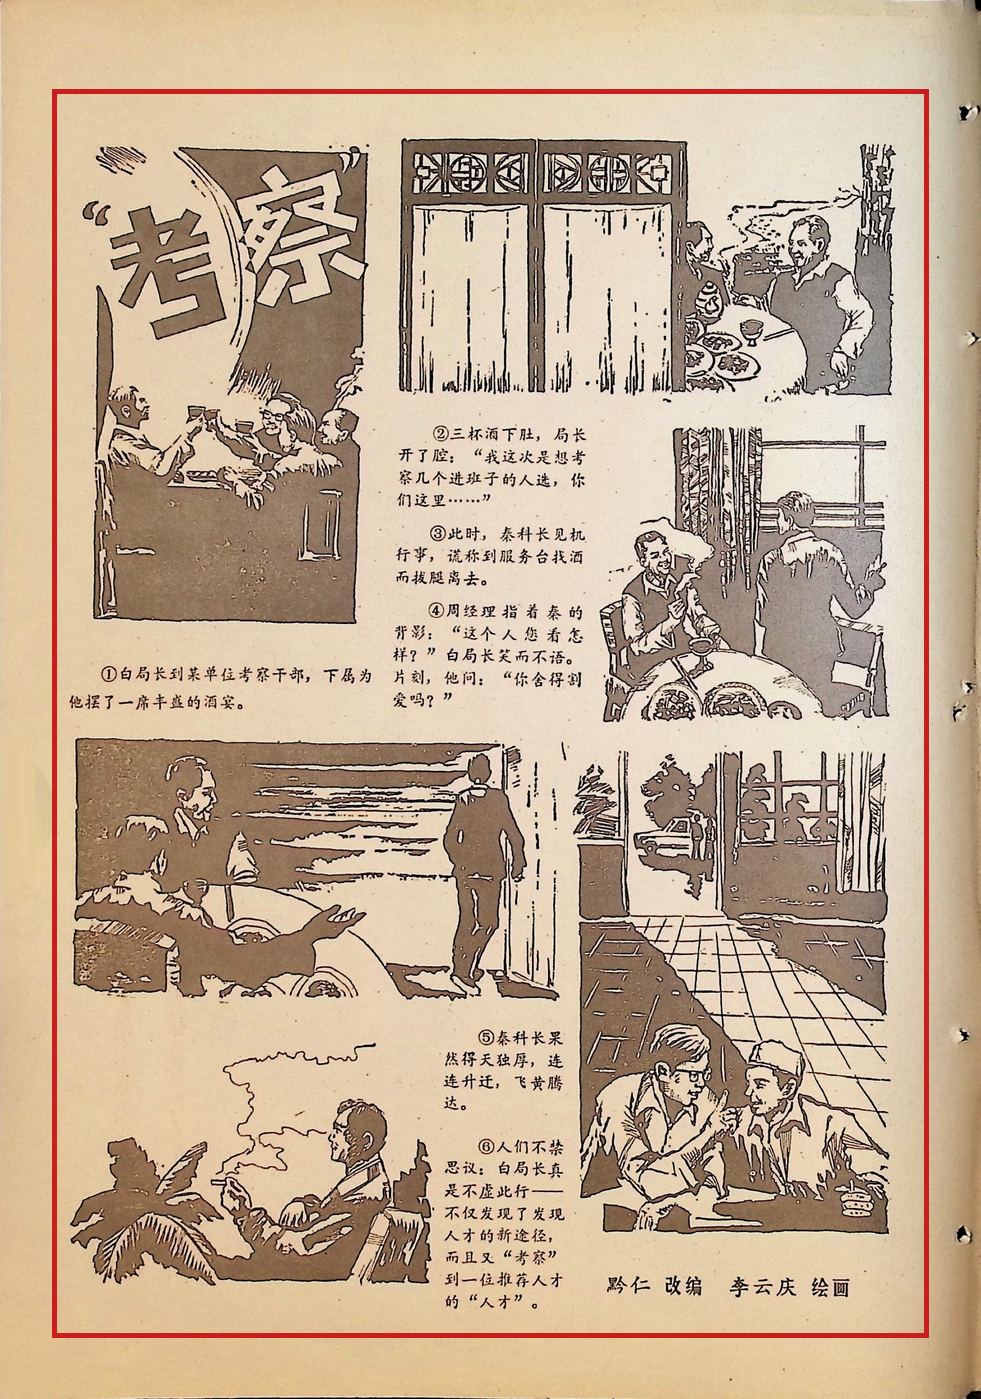 “考察”
①白局长到某单位考察干部，下属为
他摆了一席丰盛的酒宴。
②三杯酒下肚，局长
开了腔：“我这次是想考
察几个进班子的人选，你
们这里……”
③此时，秦科长见机
行事，谎称到服务台找酒
而拔腿离去。
④周经理指着秦的
背影：“这个人您看怎
样？”白局长笑而不语。
片刻，他问：“你舍得割
爱吗？”
⑤秦科长果
然得天独厚，连
连升迁，飞黄腾
达。
⑥人们不禁
思议：白局长真
是不虚此行——
不仅发现了发现
人才的新途径，
而且又“考察”
到一位推荐人才
的“人才”。
黔仁 改编 李云庆 绘画